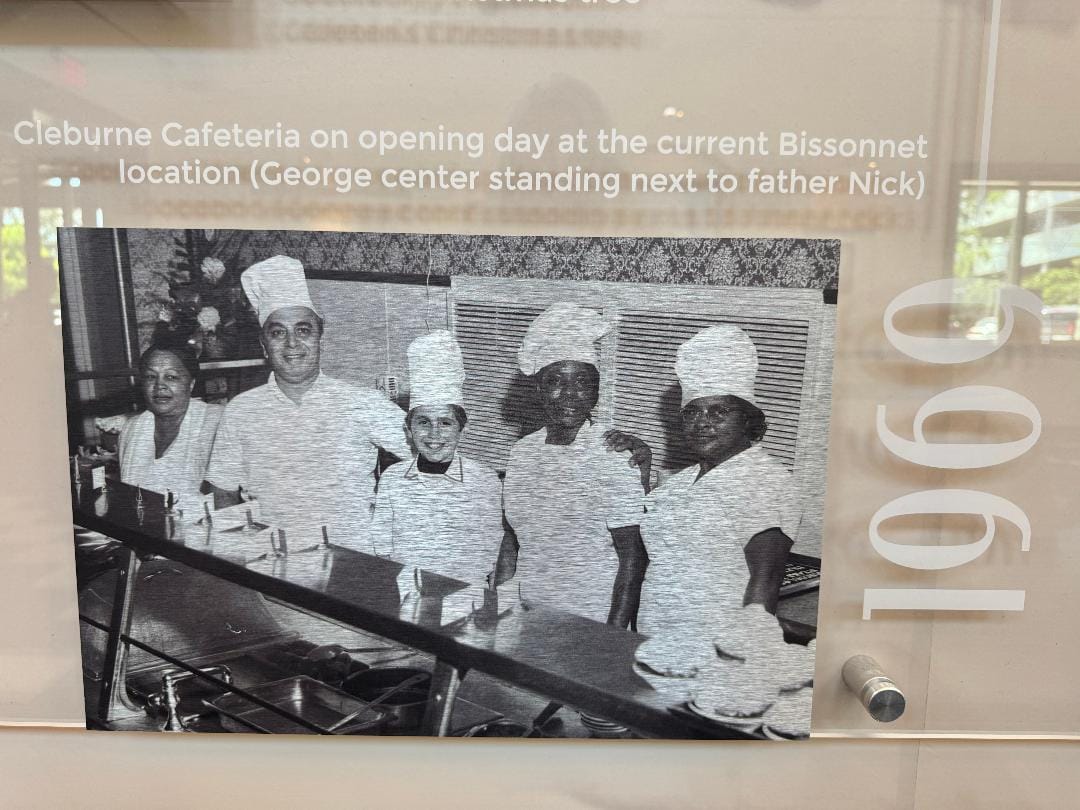 Cleburne Cafeteria on opening day at the current Bissonnet
location (George center standing next to father Nick)
1969